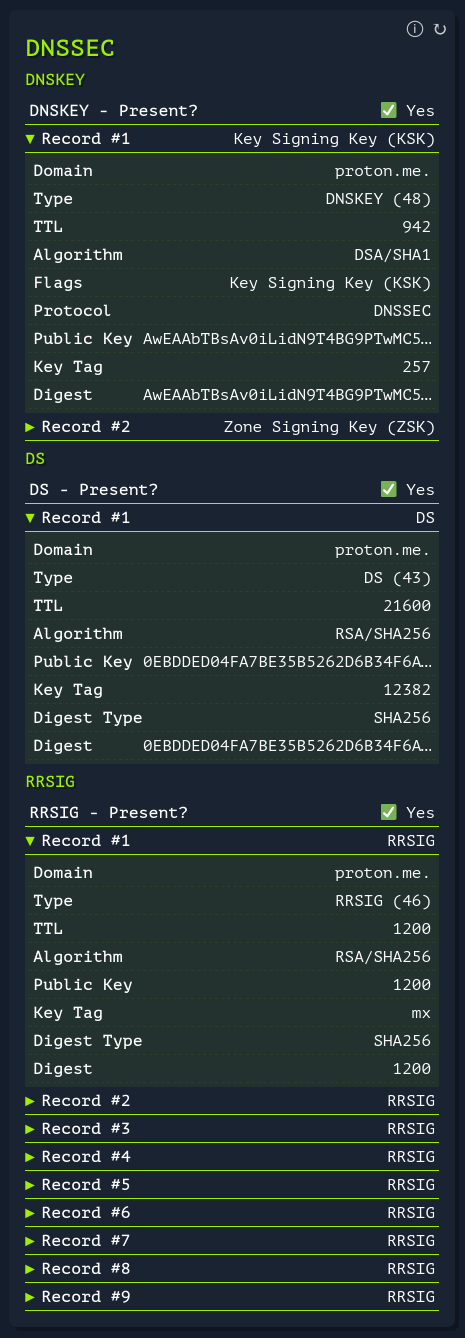 DNSSEC
DNSKEY
DNSKEY - Present? ✅ Yes
▼ Record #1 Key Signing Key (KSK)
Domain proton.me.
Type DNSKEY (48)
TTL 942
Algorithm DSA/SHA1
Flags Key Signing Key (KSK)
Protocol DNSSEC
Public Key AwEAAbTBsAv0iLidN9T4BG9PTwMC5…
Key Tag 257
Digest AwEAAbTBsAv0iLidN9T4BG9PTwMC5…
▶ Record #2 Zone Signing Key (ZSK)
DS
DS - Present? ✅ Yes
▼ Record #1 DS
Domain proton.me.
Type DS (43)
TTL 21600
Algorithm RSA/SHA256
Public Key 0EBDDED04FA7BE35B5262D6B34F6A…
Key Tag 12382
Digest Type SHA256
Digest 0EBDDED04FA7BE35B5262D6B34F6A…
RRSIG
RRSIG - Present? ✅ Yes
▼ Record #1 RRSIG
Domain proton.me.
Type RRSIG (46)
TTL 1200
Algorithm RSA/SHA256
Public Key 1200
Key Tag mx
Digest Type SHA256
Digest 1200
▶ Record #2 RRSIG
▶ Record #3 RRSIG
▶ Record #4 RRSIG
▶ Record #5 RRSIG
▶ Record #6 RRSIG
▶ Record #7 RRSIG
▶ Record #8 RRSIG
▶ Record #9 RRSIG